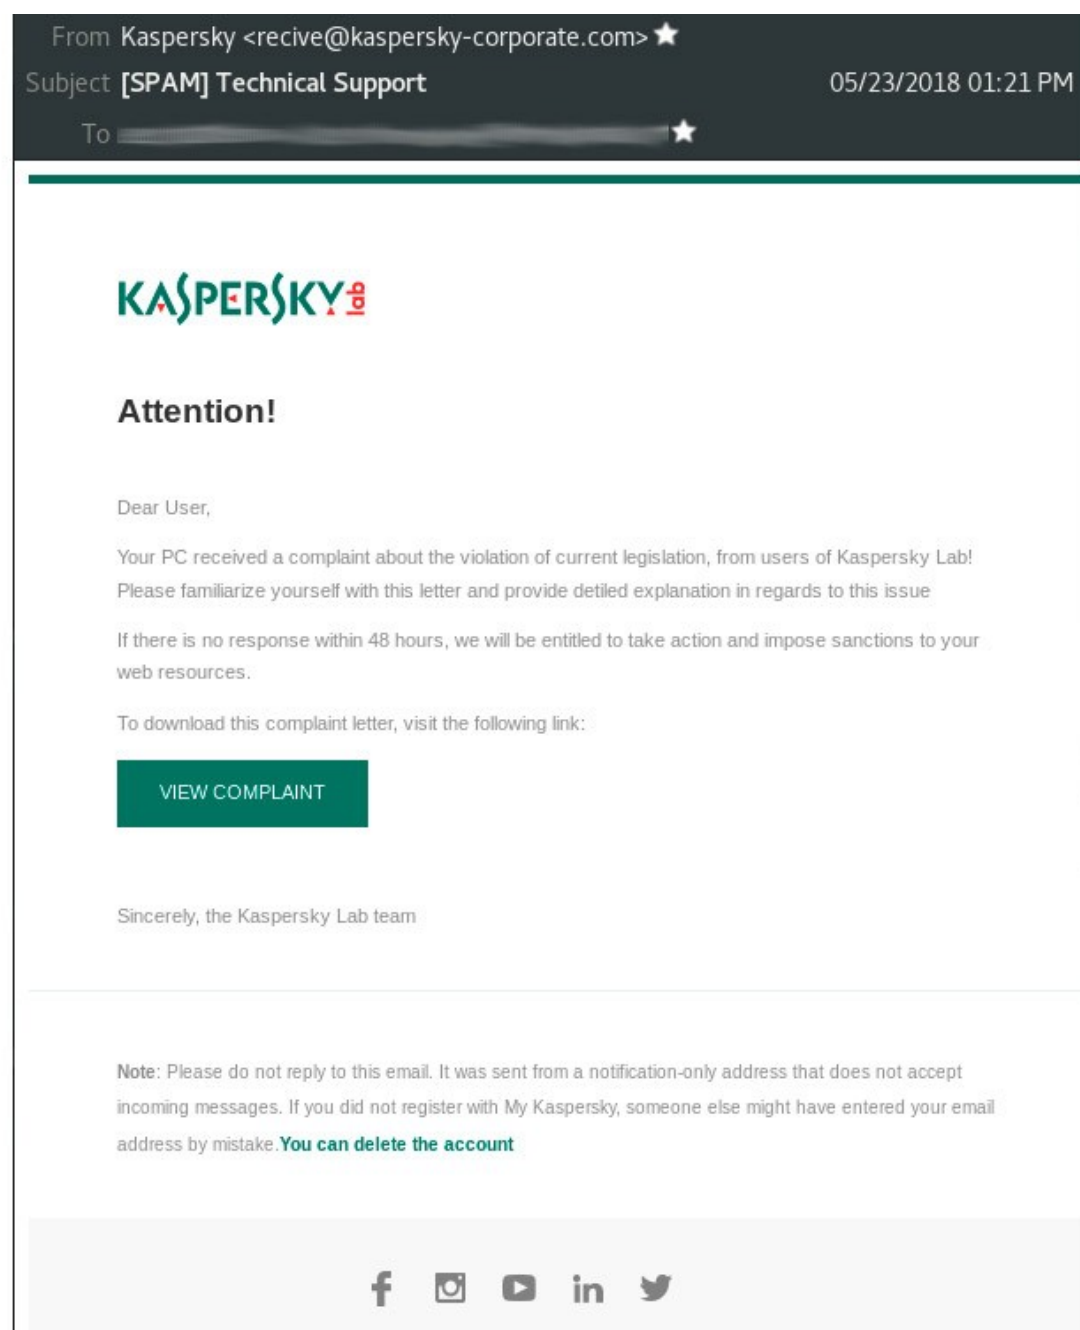 From Kaspersky <recive@kaspersky-corporate.com>
Subject [SPAM] Technical Support 05/23/2018 01:21 PM
To
KASPERSKY lab
Attention!
Dear User,
Your PC received a complaint about the violation of current legislation, from users of Kaspersky Lab!
Please familiarize yourself with this letter and provide detiled explanation in regards to this issue
If there is no response within 48 hours, we will be entitled to take action and impose sanctions to your
web resources.
To download this complaint letter, visit the following link:
VIEW COMPLAINT
Sincerely, the Kaspersky Lab team
Note: Please do not reply to this email. It was sent from a notification-only address that does not accept
incoming messages. If you did not register with My Kaspersky, someone else might have entered your email
address by mistake.You can delete the account